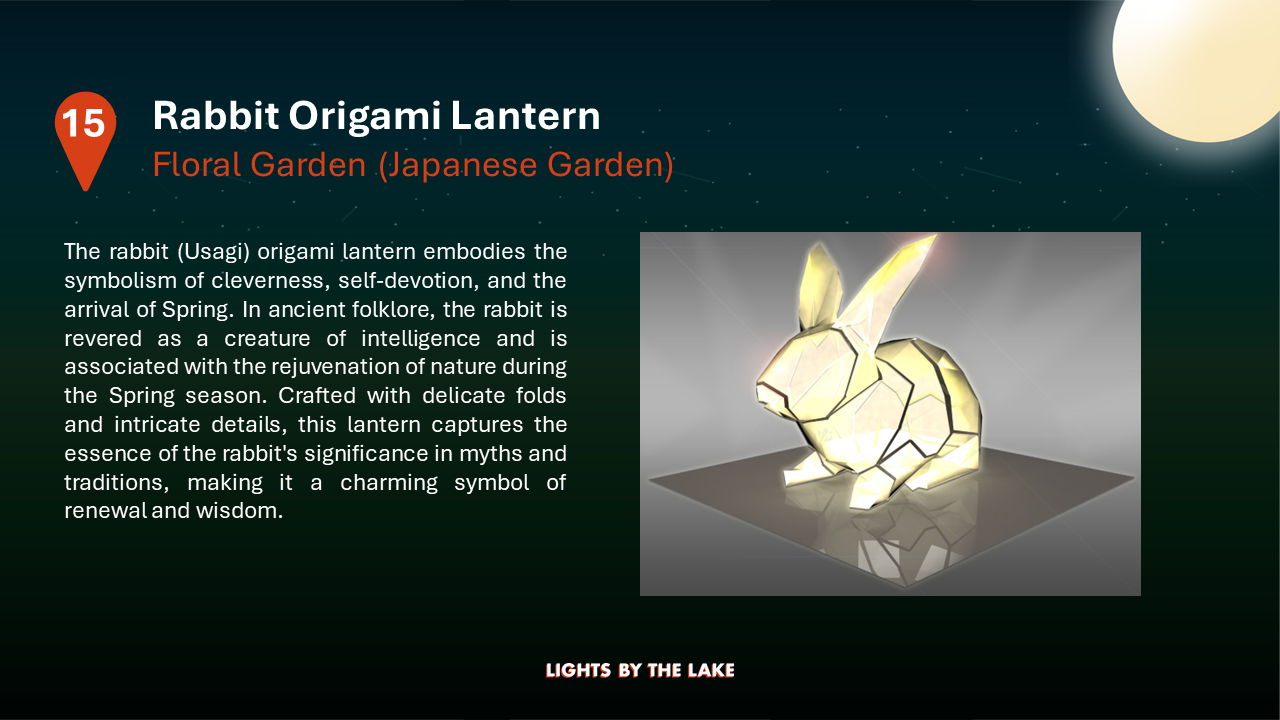 15
Rabbit Origami Lantern
Floral Garden (Japanese Garden)
The rabbit (Usagi) origami lantern embodies the
symbolism of cleverness, self-devotion, and the
arrival of Spring. In ancient folklore, the rabbit is
revered as a creature of intelligence and is
associated with the rejuvenation of nature during
the Spring season. Crafted with delicate folds
and intricate details, this lantern captures the
essence of the rabbit's significance in myths and
traditions, making it a charming symbol of
renewal and wisdom.
LIGHTS BY THE LAKE